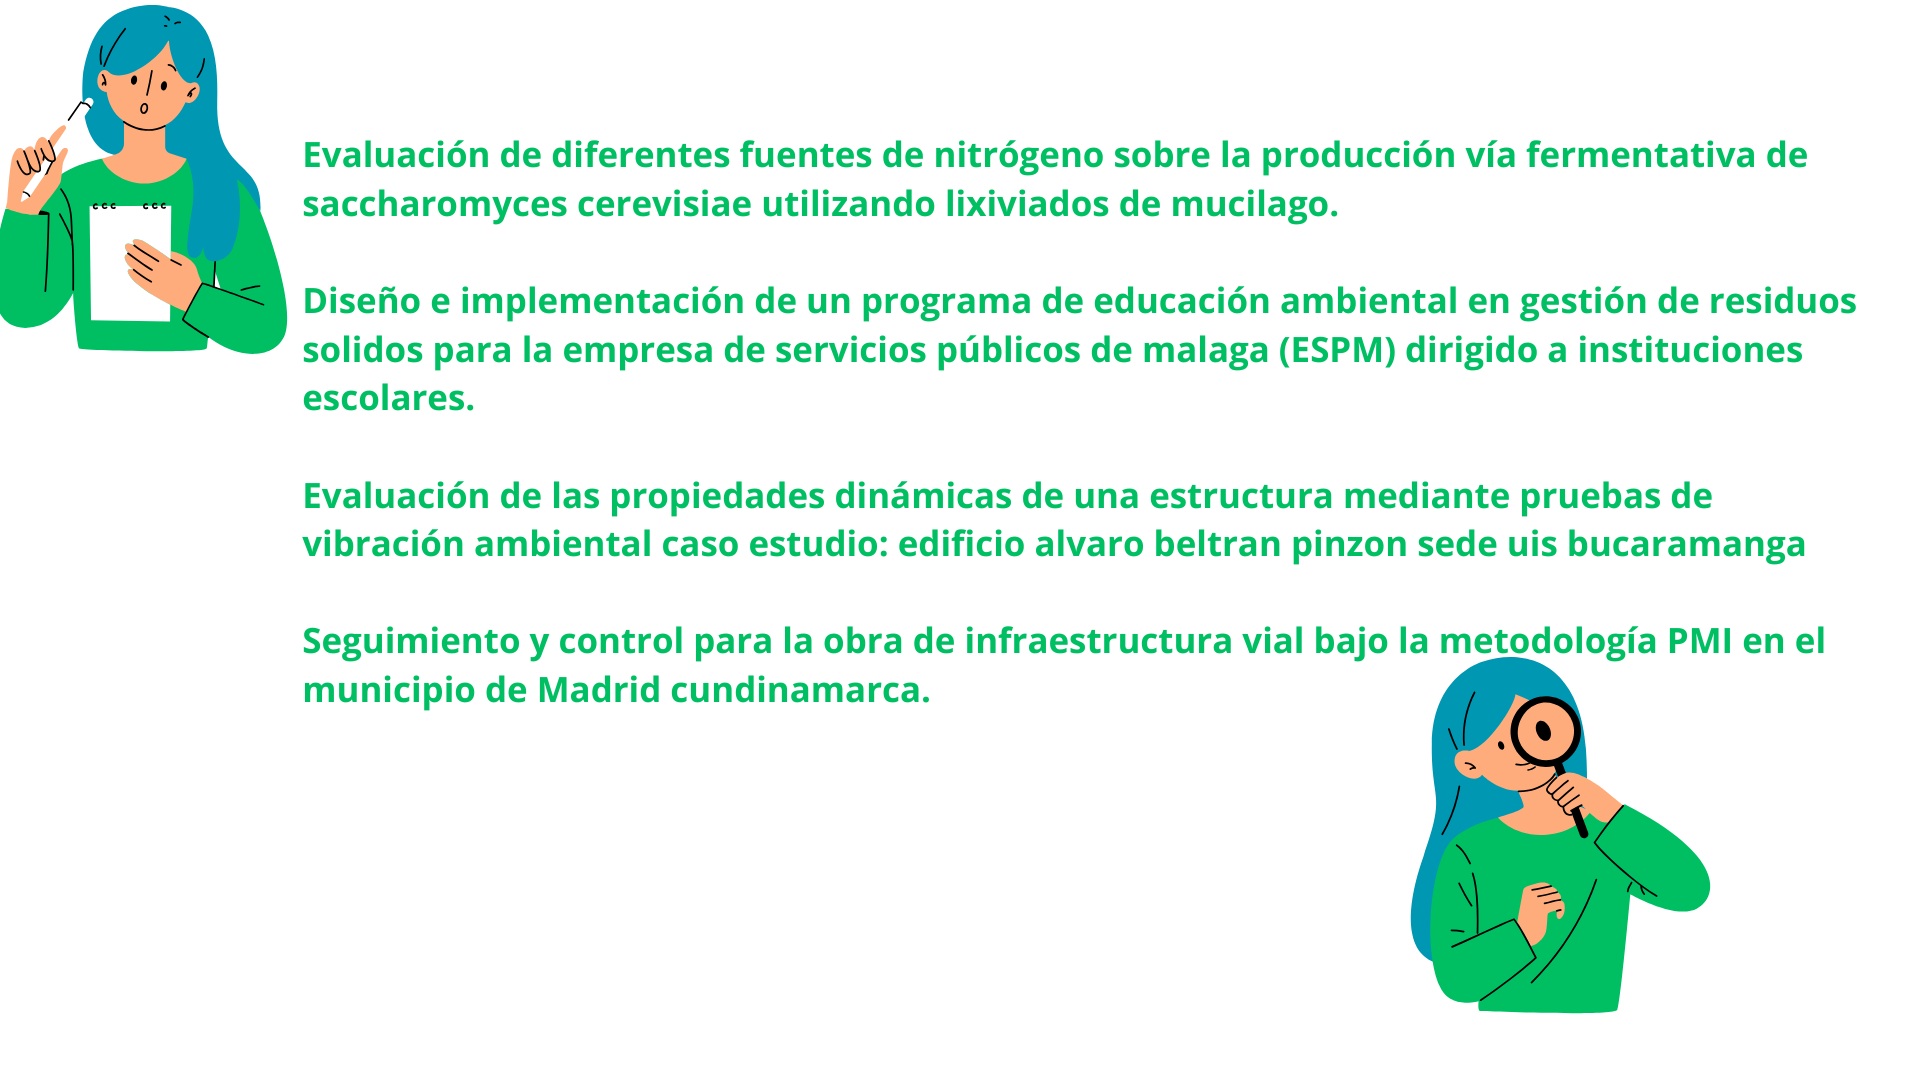 Evaluación de diferentes fuentes de nitrógeno sobre la producción vía fermentativa de
saccharomyces cerevisiae utilizando lixiviados de mucilago.
Diseño e implementación de un programa de educación ambiental en gestión de residuos
solidos para la empresa de servicios públicos de malaga (ESPM) dirigido a instituciones
escolares.
Evaluación de las propiedades dinámicas de una estructura mediante pruebas de
vibración ambiental caso estudio: edificio alvaro beltran pinzon sede uis bucaramanga
Seguimiento y control para la obra de infraestructura vial bajo la metodología PMI en el
municipio de Madrid cundinamarca.